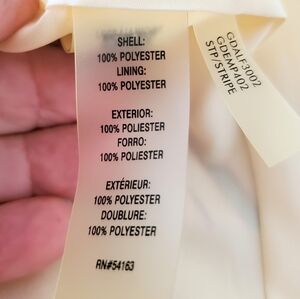 SHELL:
100% POLYESTER
LINING:
100% POLYESTER
EXTERIOR:
100% POLIESTER
FORRO:
100% POLIESTER
EXTÉRIEUR:
100% POLYESTER
DOUBLURE:
100% POLYESTER
RN#54163
GDALF3002
GDPMP402
STP/STRIPE